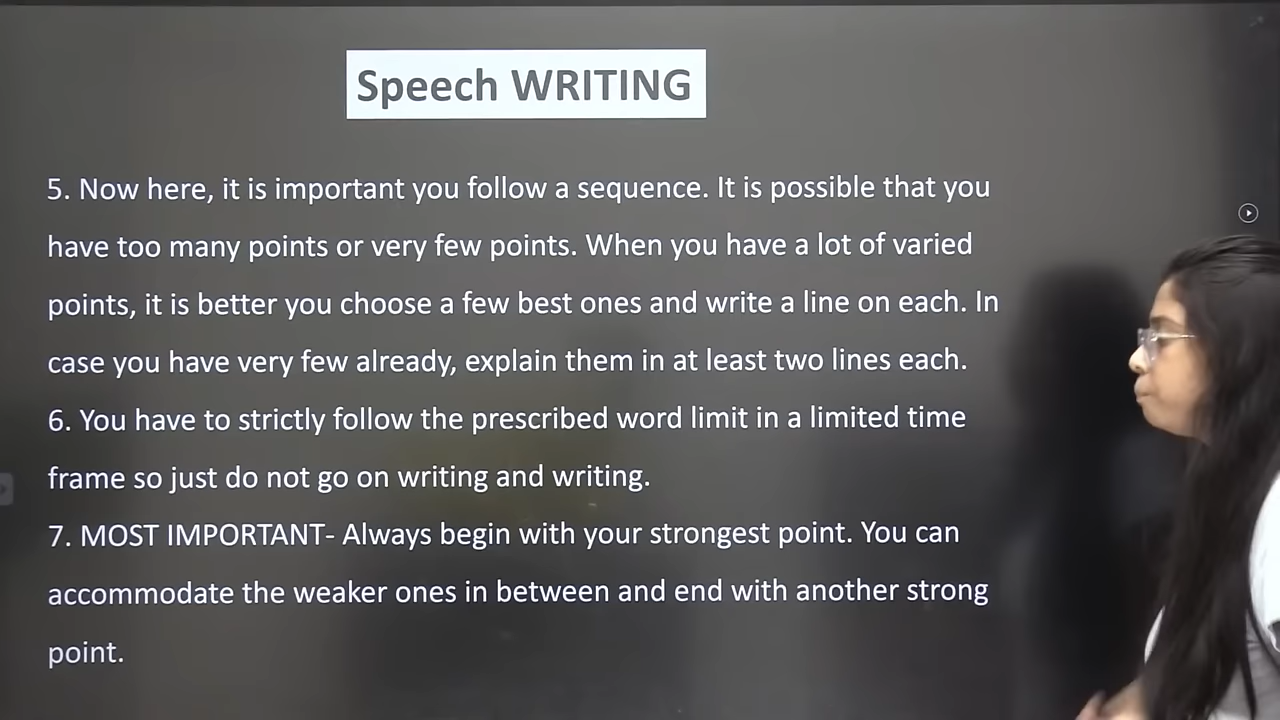 Speech WRITING
5. Now here, it is important you follow a sequence. It is possible that you
have too many points or very few points. When you have a lot of varied
points, it is better you choose a few best ones and write a line on each. In
case you have very few already, explain them in at least two lines each.
6. You have to strictly follow the prescribed word limit in a limited time
frame so just do not go on writing and writing.
7. MOST IMPORTANT- Always begin with your strongest point. You can
accommodate the weaker ones in between and end with another strong
point.